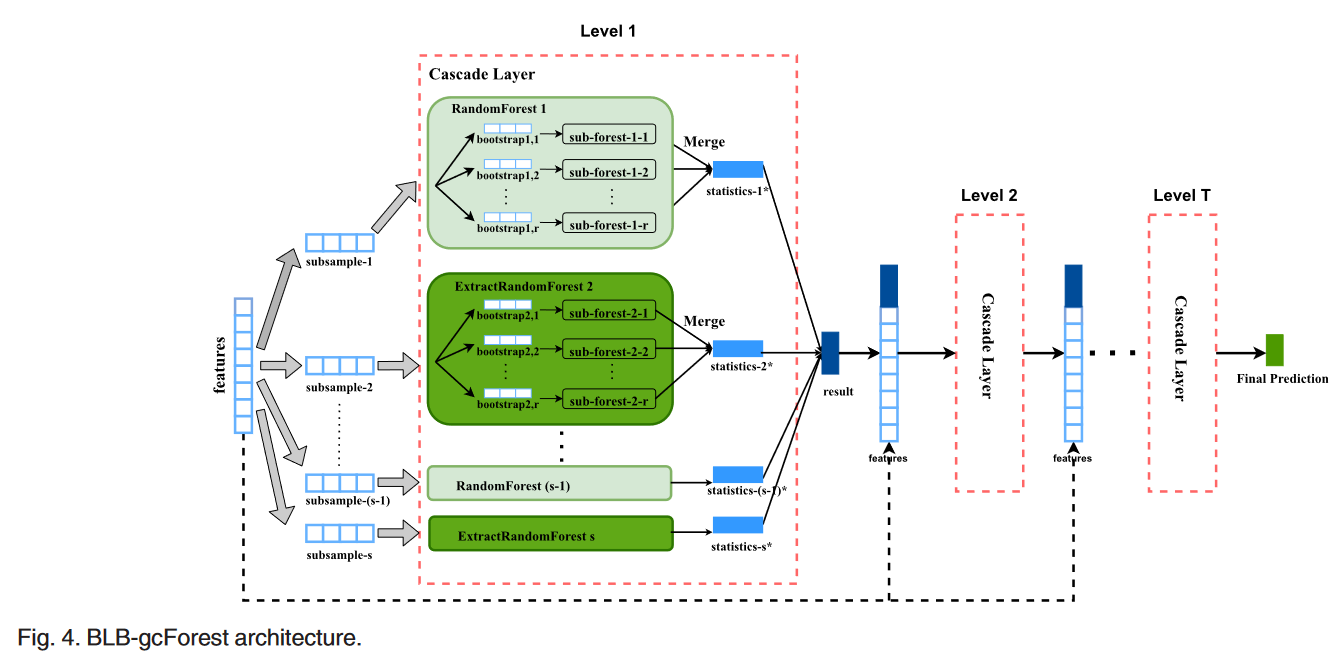 Level 1
Cascade Layer
RandomForest 1
bootstrap1,1
sub-forest-1-1
bootstrap1,2
sub-forest-1-2
bootstrap1,r
sub-forest-1-r
Merge
statistics-1*
subsample-1
features
ExtractRandomForest 2
bootstrap2,1
sub-forest-2-1
bootstrap2,2
sub-forest-2-2
bootstrap2,r
sub-forest-2-r
Merge
statistics-2*
subsample-2
RandomForest (s-1)
statistics-(s-1)*
subsample-(s-1)
ExtractRandomForest s
statistics-s*
subsample-s
result
features
Level 2
Cascade Layer
features
Level T
Cascade Layer
Final Prediction
Fig. 4. BLB-gcForest architecture.